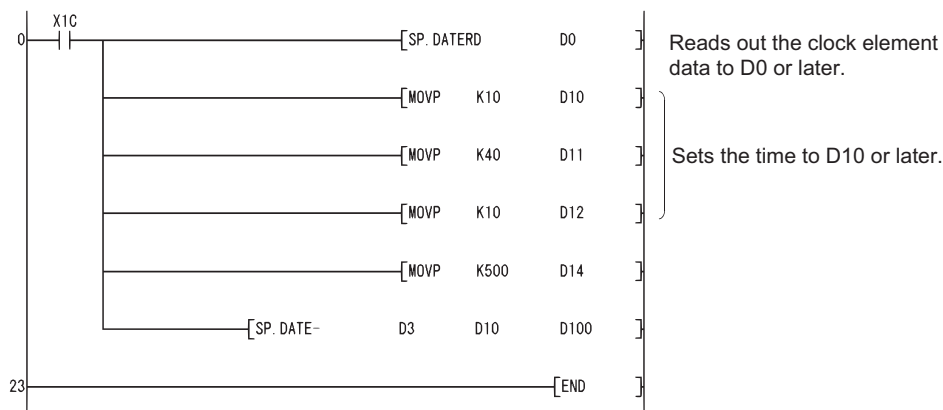 X1C
0 [SP. DATERD D0 ] Reads out the clock element
data to D0 or later.
[MOVP K10 D10 ]
[MOVP K40 D11 ] Sets the time to D10 or later.
[MOVP K10 D12 ]
[MOVP K500 D14 ]
[SP. DATE- D3 D10 D100 ]
23 [END ]